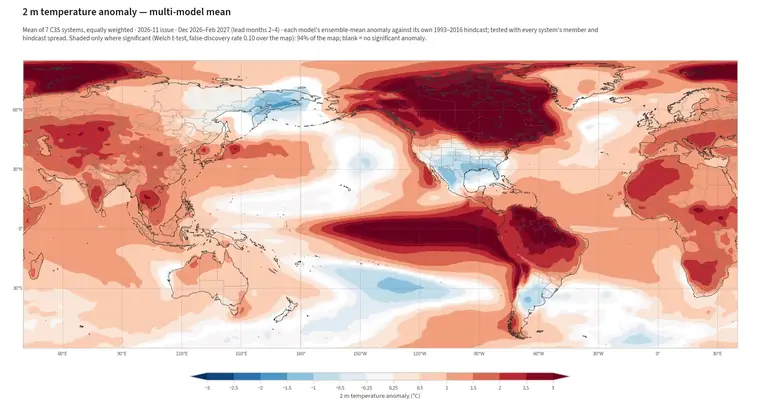 2 m temperature anomaly — multi-model mean
Mean of 7 C3S systems, equally weighted · 2026-11 issue · Dec 2026–Feb 2027 (lead months 2–4) · each model's ensemble-mean anomaly against its own 1993–2016 hindcast; tested with every system's member and
hindcast spread. Shaded only where significant (Welch t-test, false-discovery rate 0.10 over the map): 94% of the map; blank = no significant anomaly.
60°N
30°N
0°
30°S
60°E 90°E 120°E 150°E 180° 150°W 120°W 90°W 60°W 30°W 0° 30°E
−3 −2.5 −2 −1.5 −1 −0.5 −0.25 0.25 0.5 1 1.5 2 2.5 3
2 m temperature anomaly (°C)